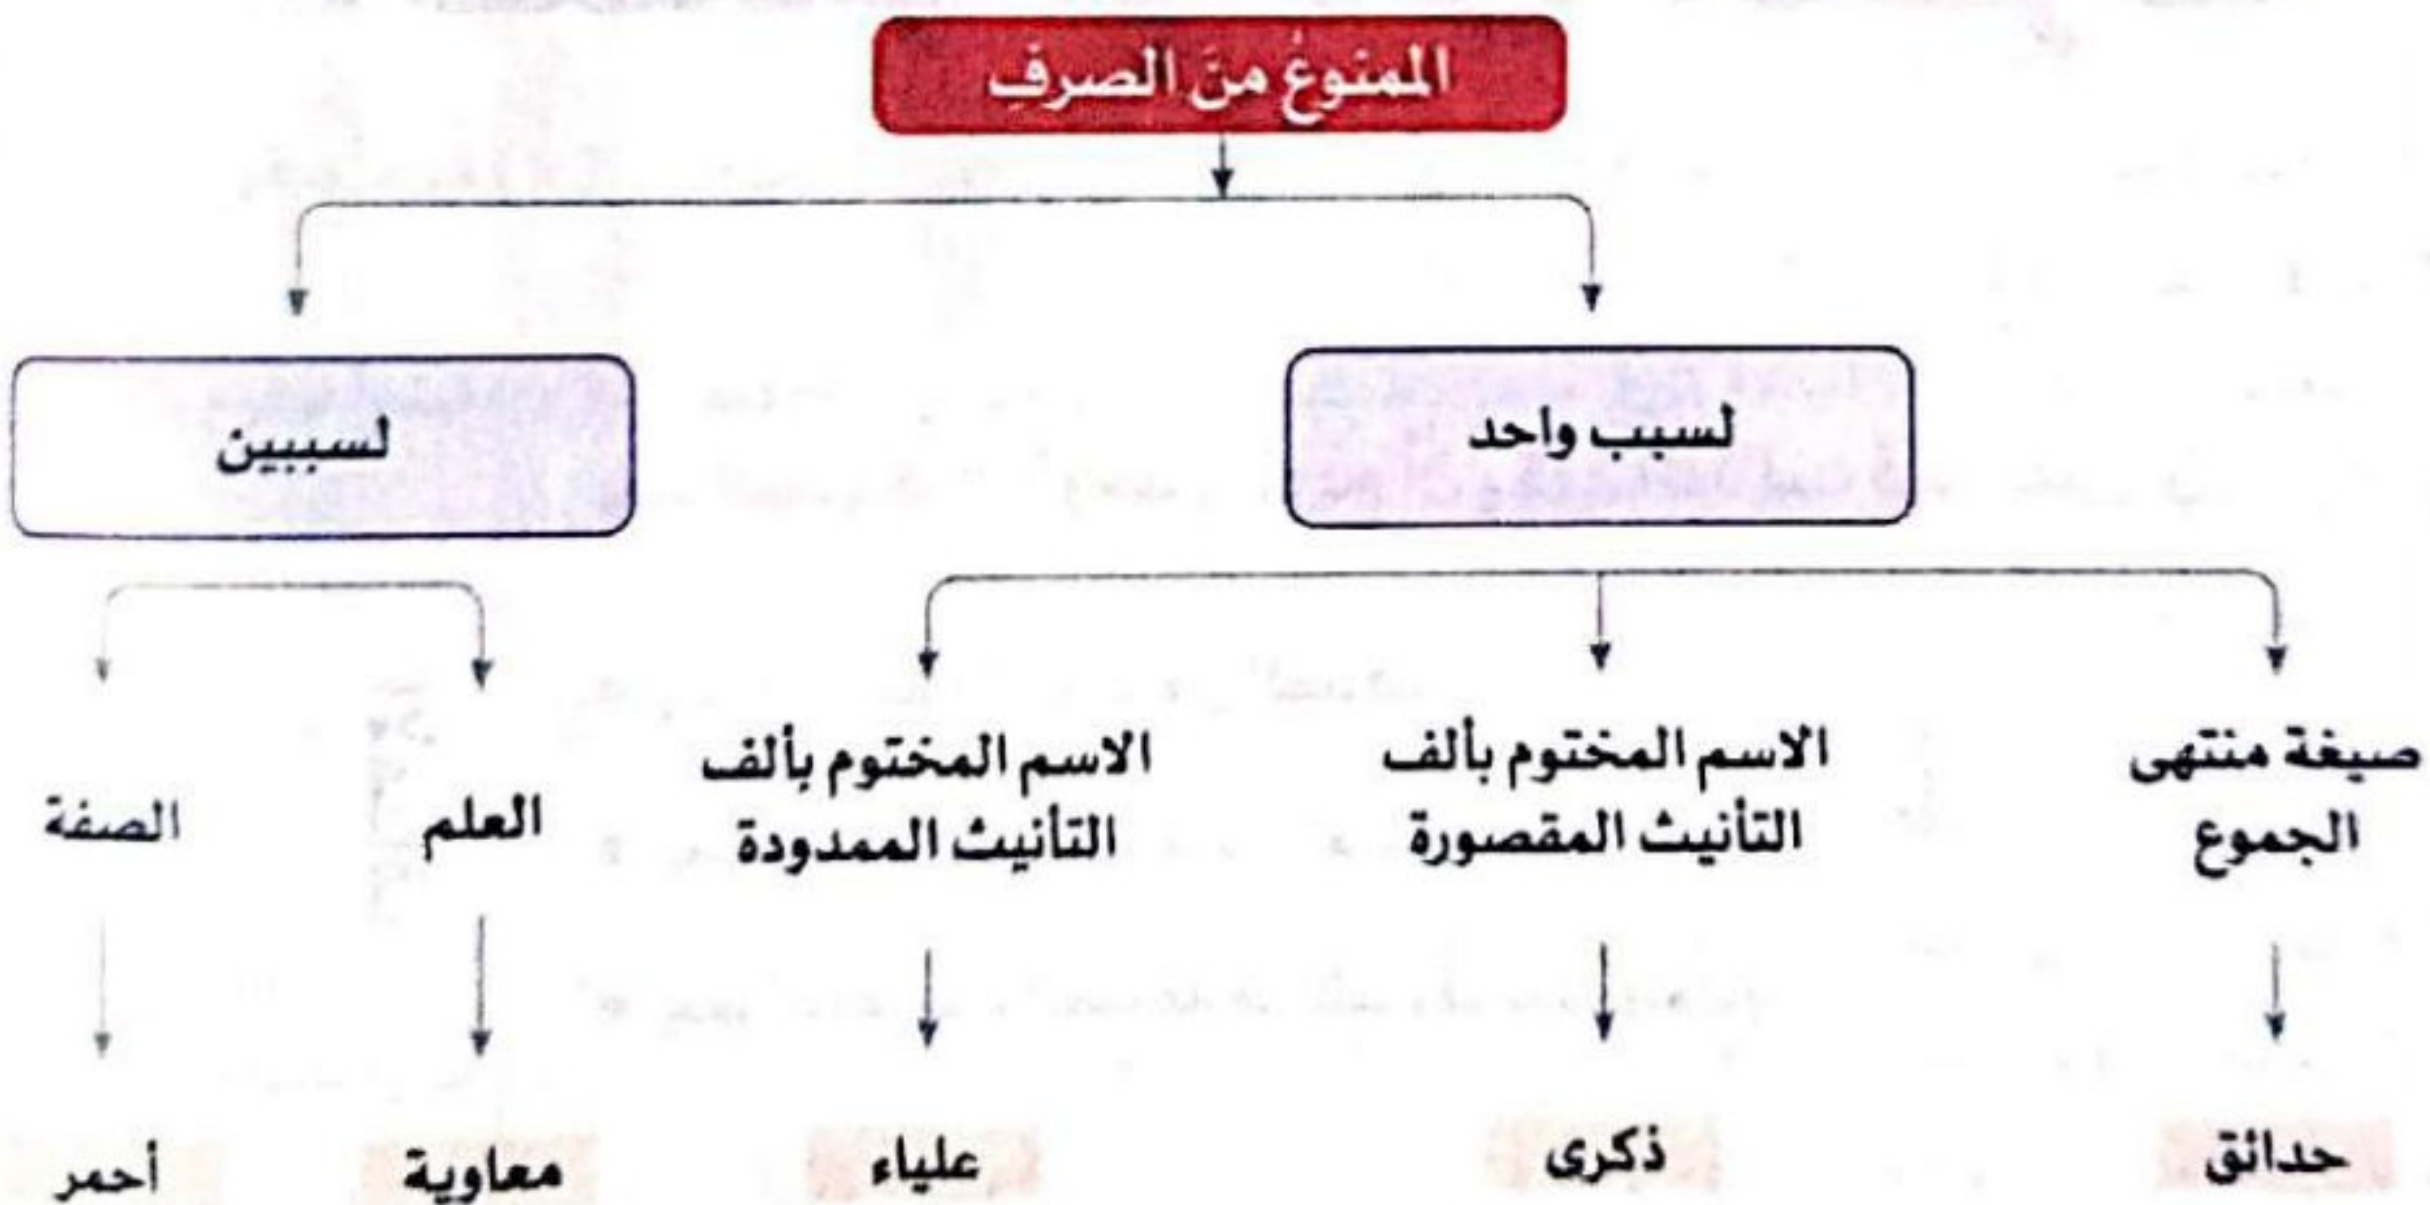 الممنوعُ منَ الصرفِ
لسبب واحد
لسببين
صيغة منتهى
الجموع
الاسم المختوم بألف
التأنيث المقصورة
الاسم المختوم بألف
التأنيث الممدودة
العلم
الصفة
حدائق
ذكرى
علياء
معاوية
أحمر